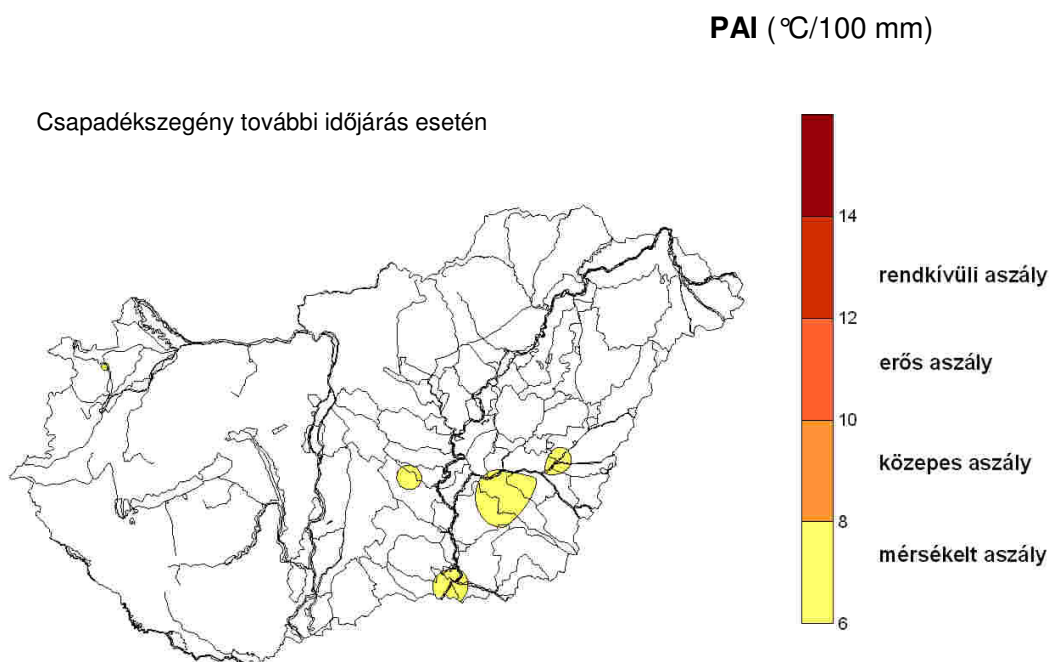 PAI (°C/100 mm)
Csapadékszegény további időjárás esetén
14
rendkívüli aszály
12
erős aszály
10
közepes aszály
8
mérsékelt aszály
6